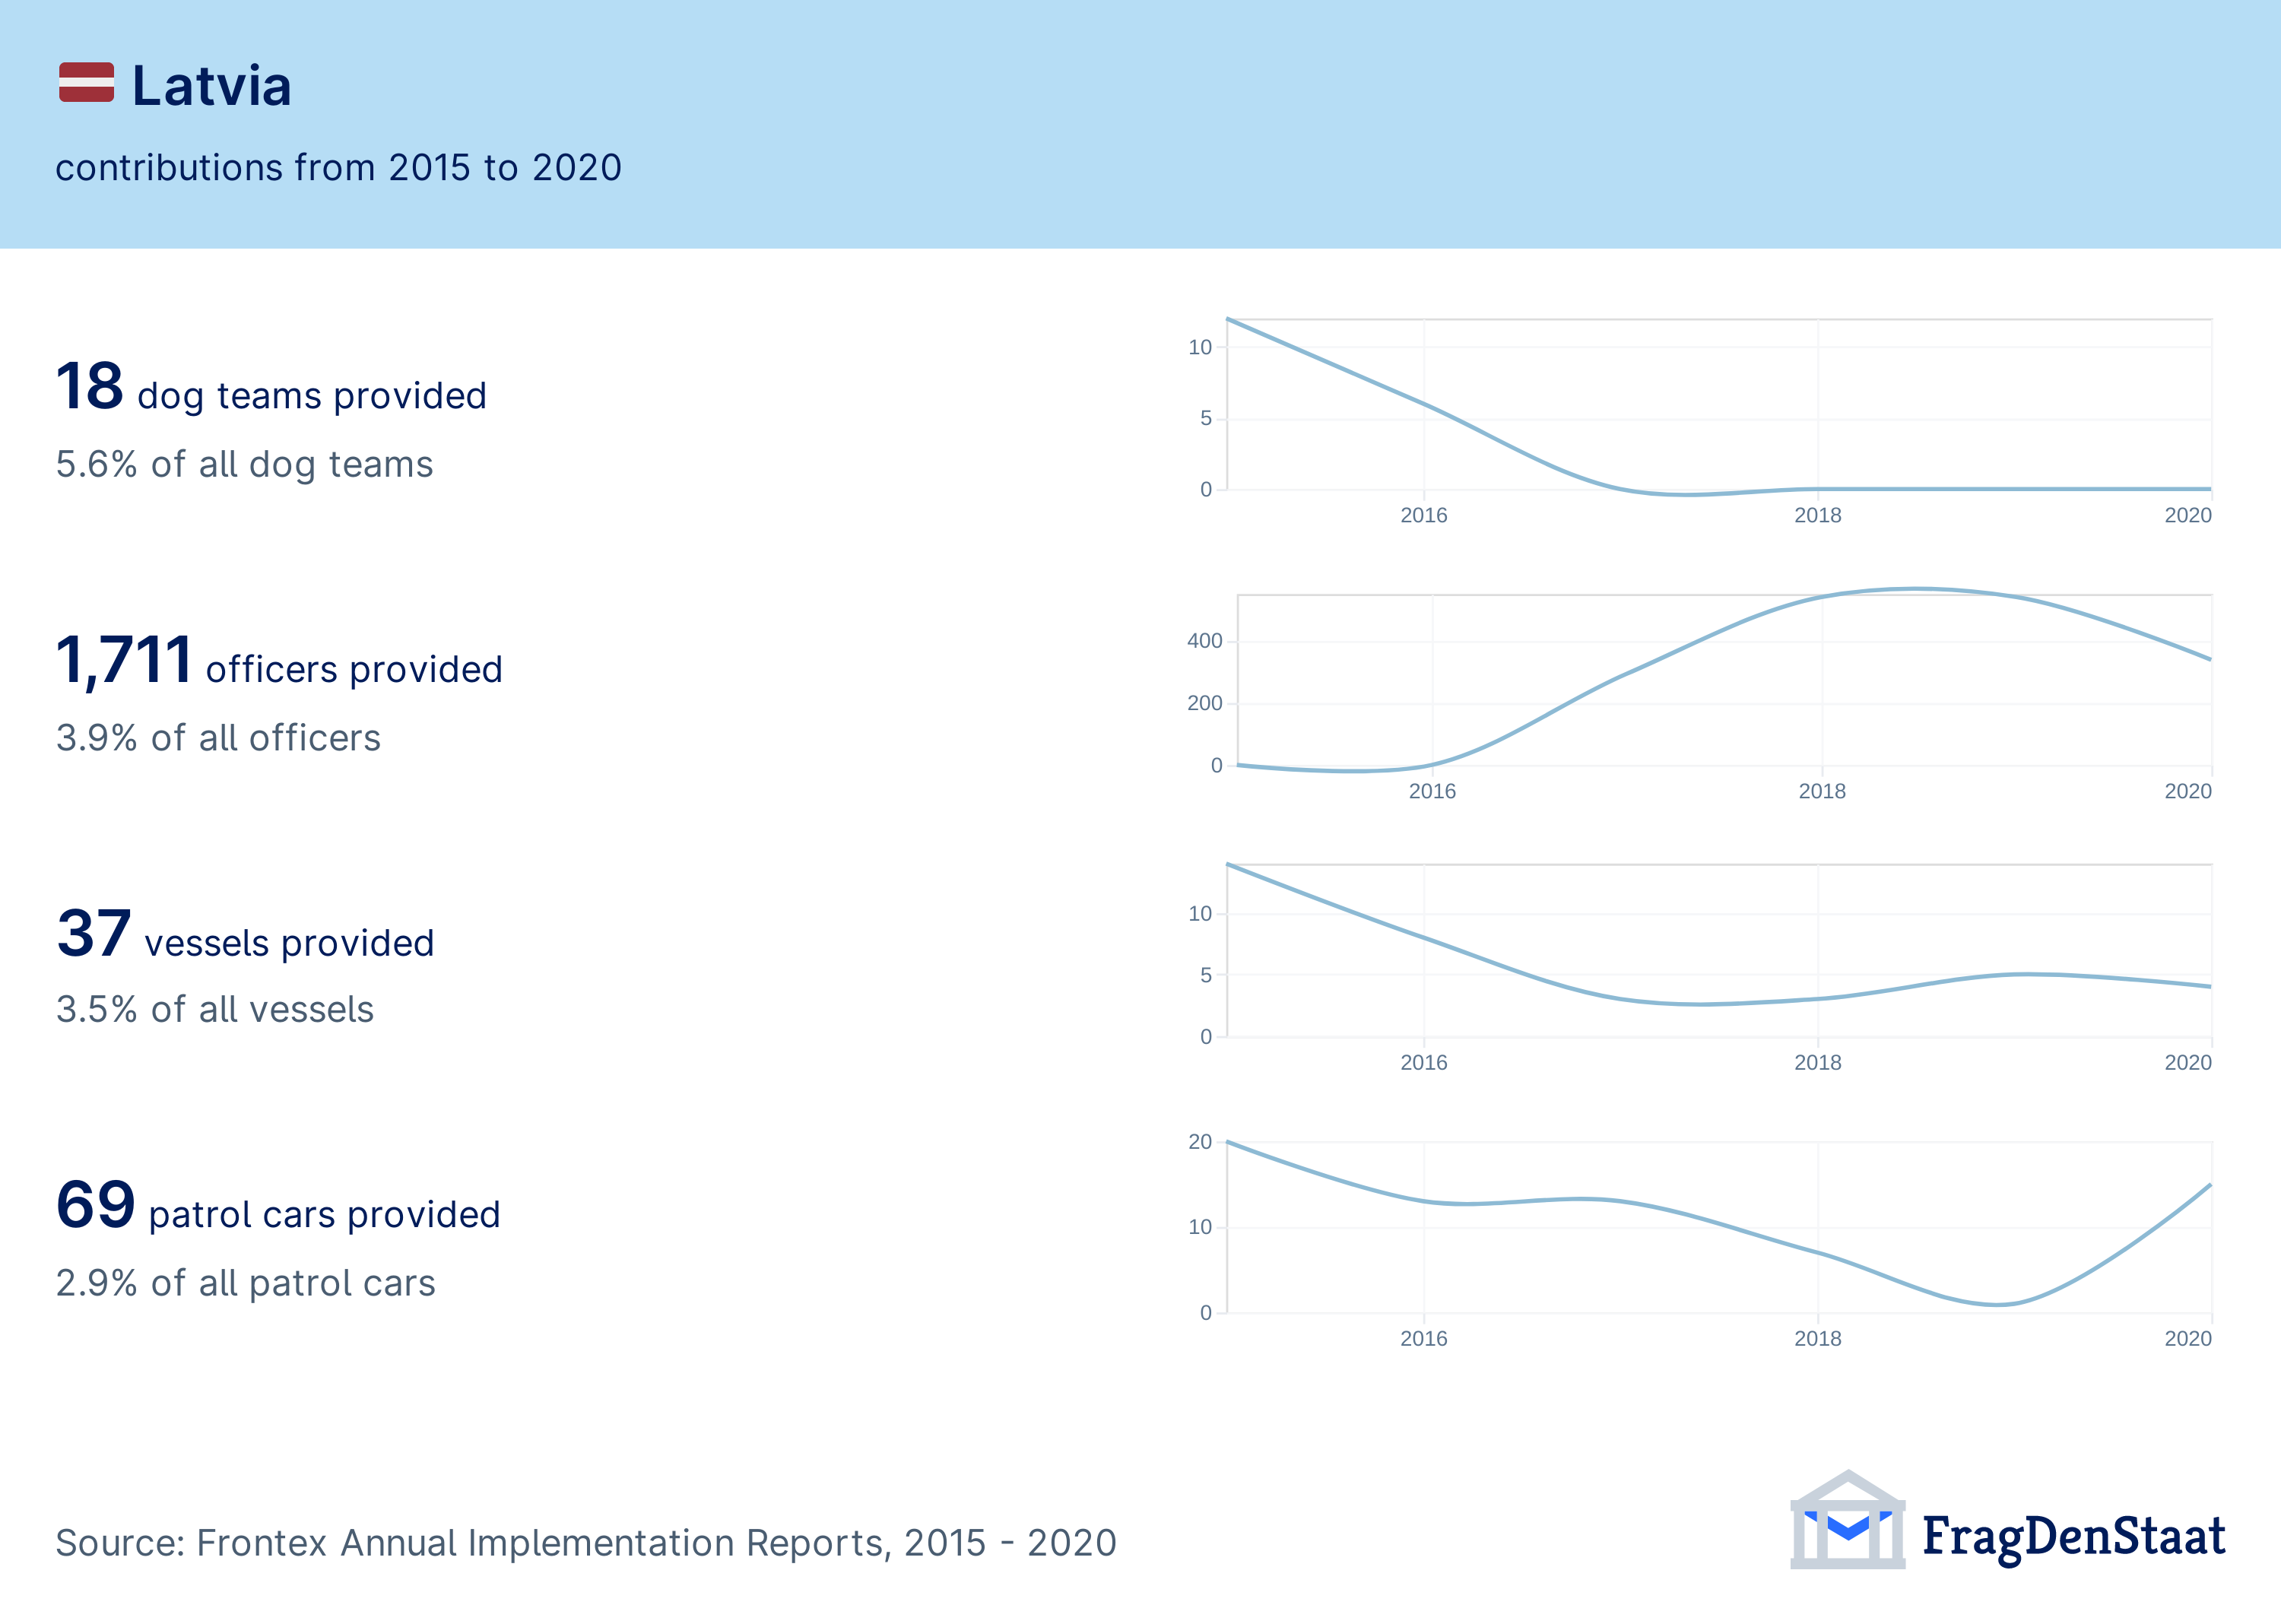 Latvia
contributions from 2015 to 2020
18 dog teams provided
5.6% of all dog teams
10
5
0
2016 2018 2020
1,711 officers provided
3.9% of all officers
400
200
0
2016 2018 2020
37 vessels provided
3.5% of all vessels
10
5
0
2016 2018 2020
69 patrol cars provided
2.9% of all patrol cars
20
10
0
2016 2018 2020
Source: Frontex Annual Implementation Reports, 2015 - 2020
FragDenStaat